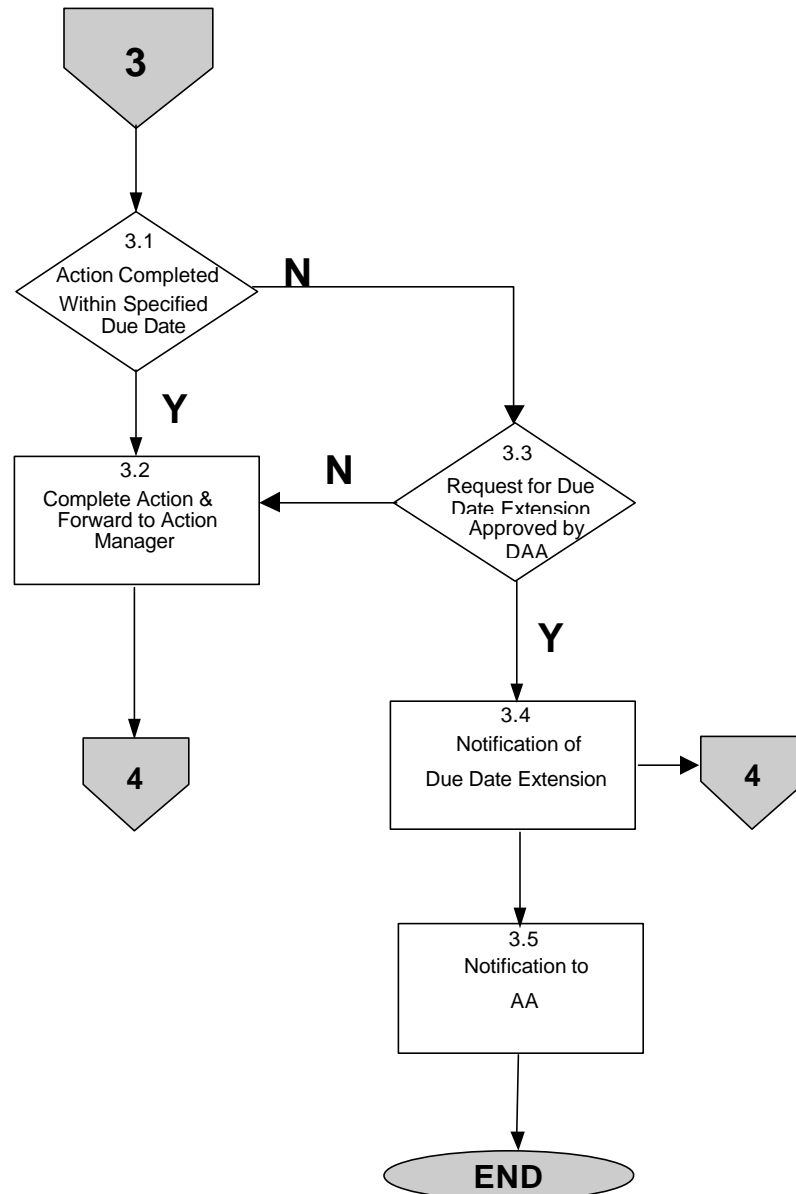 3
3.1
Action Completed
Within Specified
Due Date
N
Y
3.2
Complete Action &
Forward to Action
Manager
N
3.3
Request for Due
Date Extension
Approved by
DAA
Y
4
3.4
Notification of
Due Date Extension
4
3.5
Notification to
AA
END